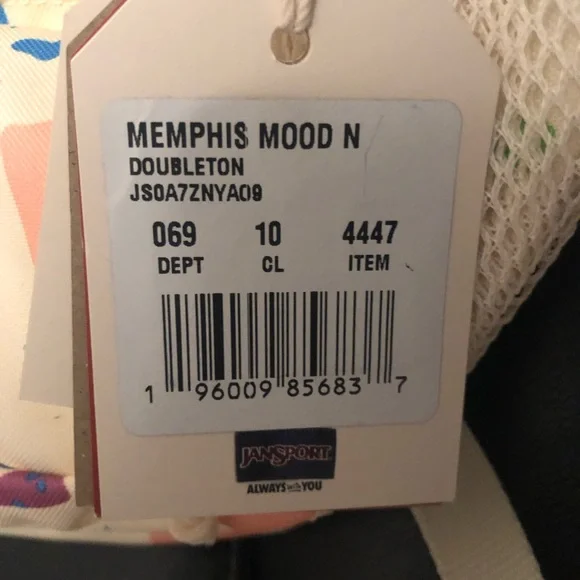 MEMPHIS MOOD N
DOUBLETON
JS0A7ZNYA09
069 10 4447
DEPT CL ITEM
1 96009 85683 7
JANSPORT
ALWAYS with YOU